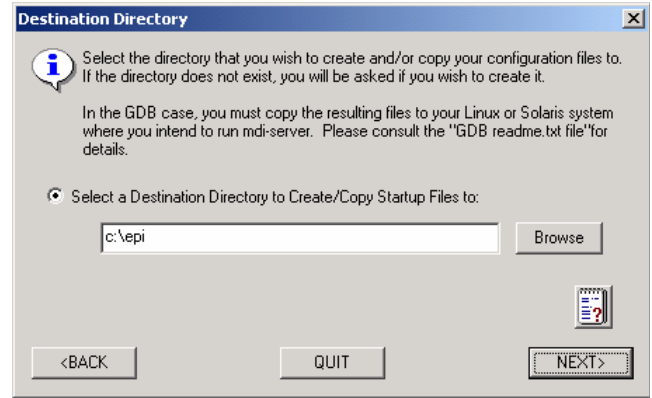 Destination Directory
Select the directory that you wish to create and/or copy your configuration files to.
If the directory does not exist, you will be asked if you wish to create it.
In the GDB case, you must copy the resulting files to your Linux or Solaris system
where you intend to run mdi-server.  Please consult the "GDB readme.txt file"for
details.
Select a Destination Directory to Create/Copy Startup Files to:
c:\epi
Browse
<BACK
QUIT
NEXT>